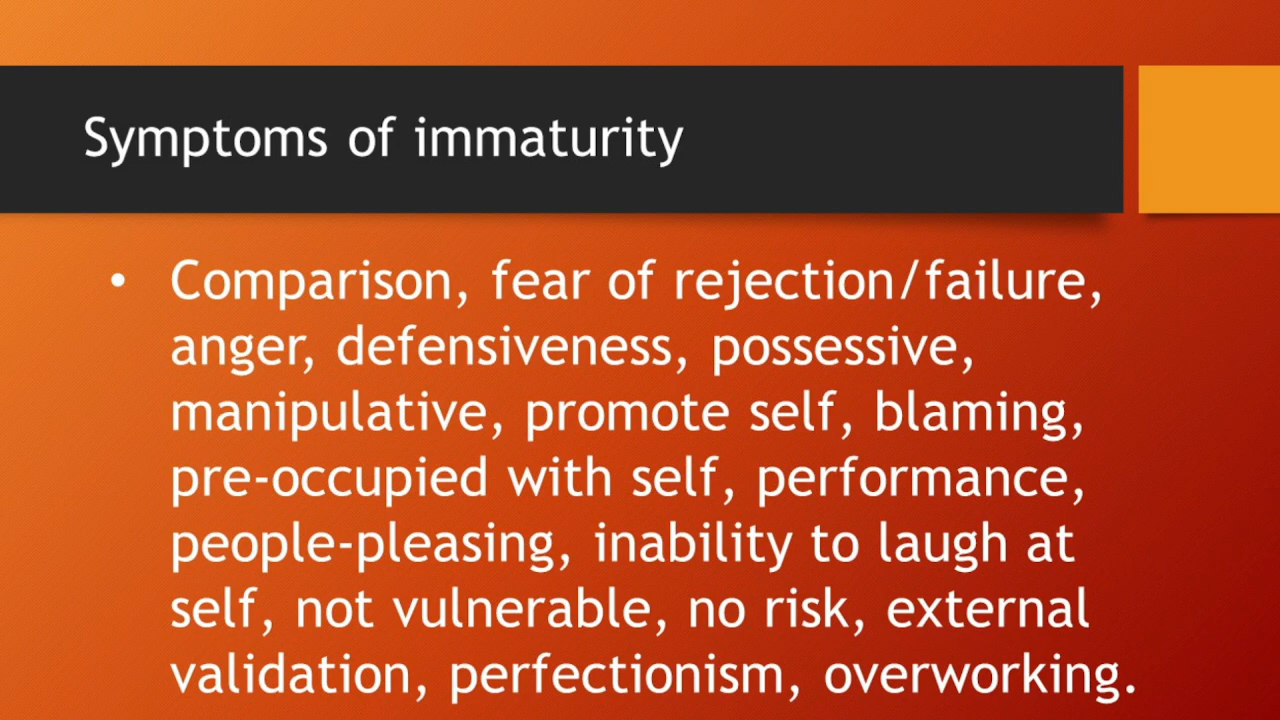 Symptoms of immaturity
• Comparison, fear of rejection/failure,
anger, defensiveness, possessive,
manipulative, promote self, blaming,
pre-occupied with self, performance,
people-pleasing, inability to laugh at
self, not vulnerable, no risk, external
validation, perfectionism, overworking.